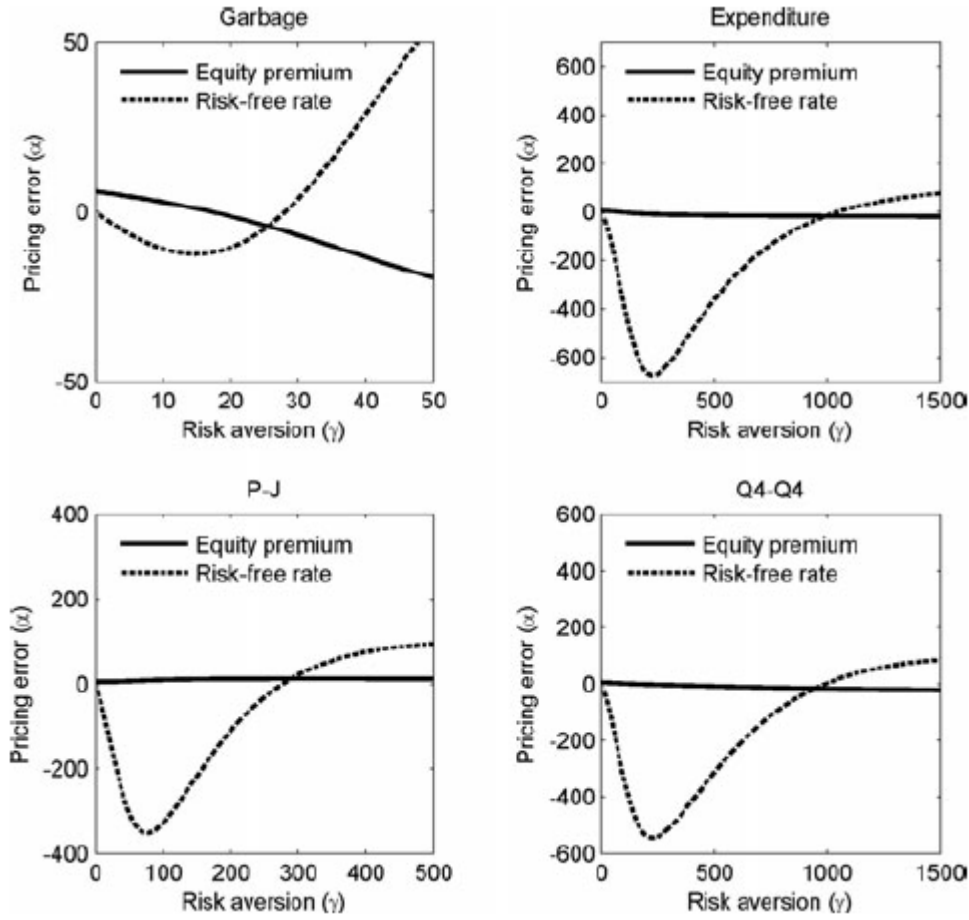 Garbage
50
0
-50
Pricing error (α)
Equity premium
Risk-free rate
0 10 20 30 40 50
Risk aversion (γ)
Expenditure
600
400
200
0
-200
-400
-600
Pricing error (α)
Equity premium
Risk-free rate
0 500 1000 1500
Risk aversion (γ)
P-J
400
200
0
-200
-400
Pricing error (α)
Equity premium
Risk-free rate
0 100 200 300 400 500
Risk aversion (γ)
Q4-Q4
600
400
200
0
-200
-400
-600
Pricing error (α)
Equity premium
Risk-free rate
0 500 1000 1500
Risk aversion (γ)